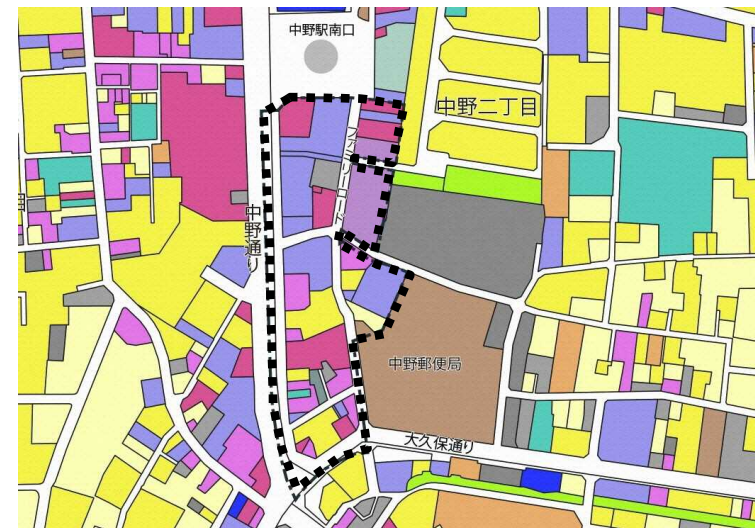 中野駅南口
中野二丁目
ファミリーロード
中野通り
中野郵便局
大久保通り